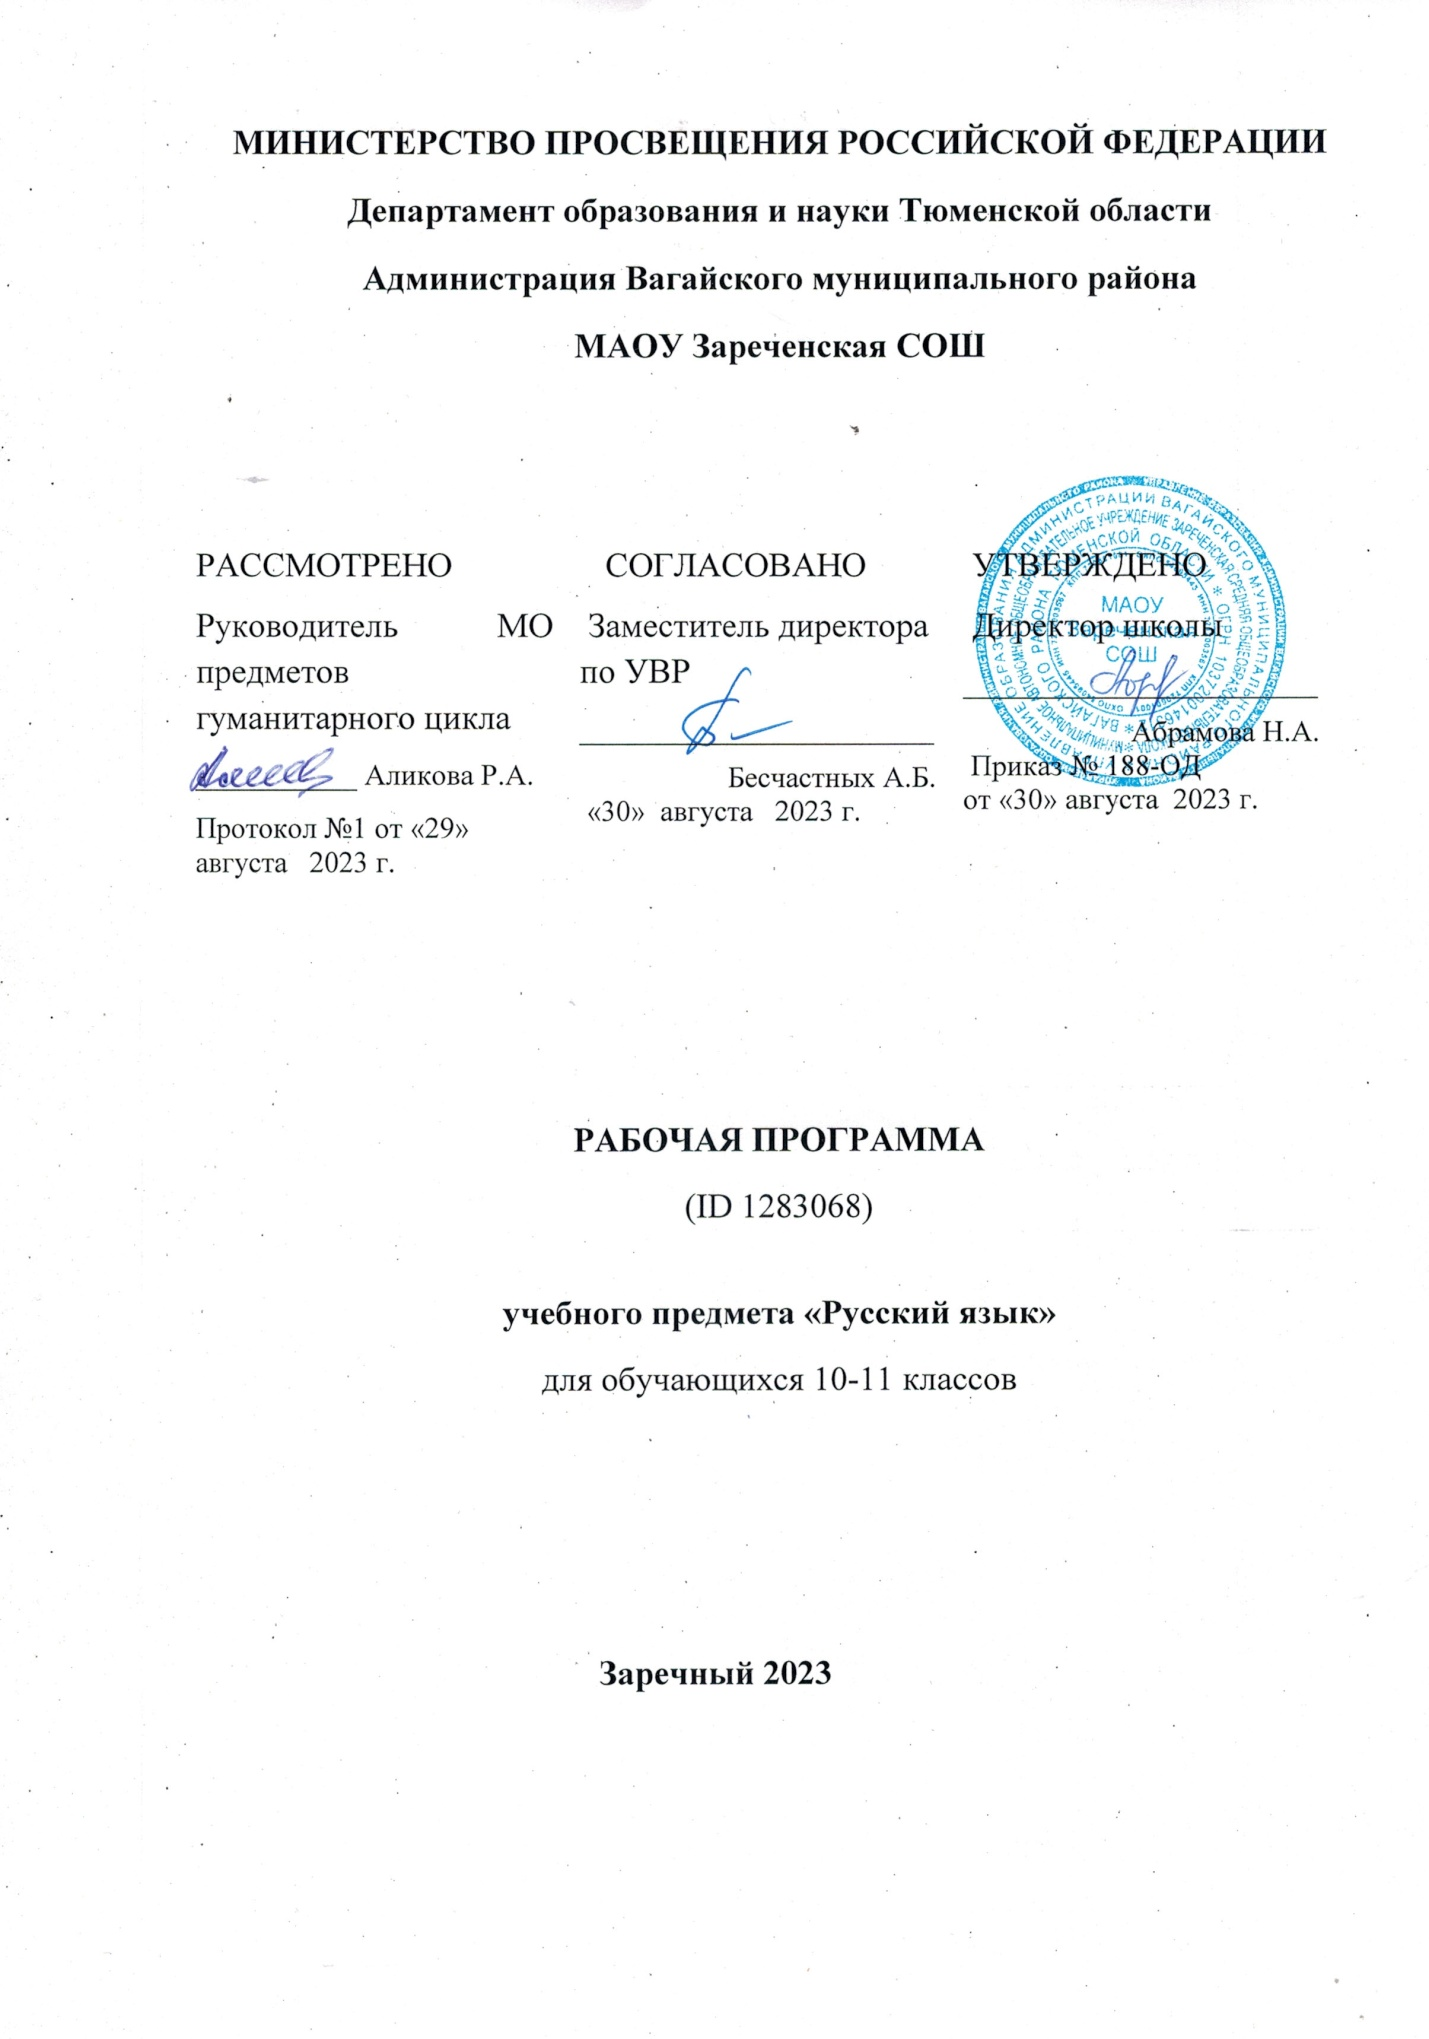 МИНИСТЕРСТВО ПРОСВЕЩЕНИЯ РОССИЙСКОЙ ФЕДЕРАЦИИ
Департамент образования и науки Тюменской области
Администрация Вагайского муниципального района
МАОУ Зареченская СОШ
РАССМОТРЕНО
Руководитель МО
предметов
гуманитарного цикла
Аликова Р.А.
Протокол №1 от «29»
августа 2023 г.
СОГЛАСОВАНО
Заместитель директора
по УВР
Бесчастных А.Б.
«30» августа 2023 г.
УТВЕРЖДЕНО
Директор школы
Абрамова Н.А.
Приказ № 188-ОД
от «30» августа 2023 г.
МАОУ
Зареченская
СОШ
РАБОЧАЯ ПРОГРАММА
(ID 1283068)
учебного предмета «Русский язык»
для обучающихся 10-11 классов
Заречный 2023